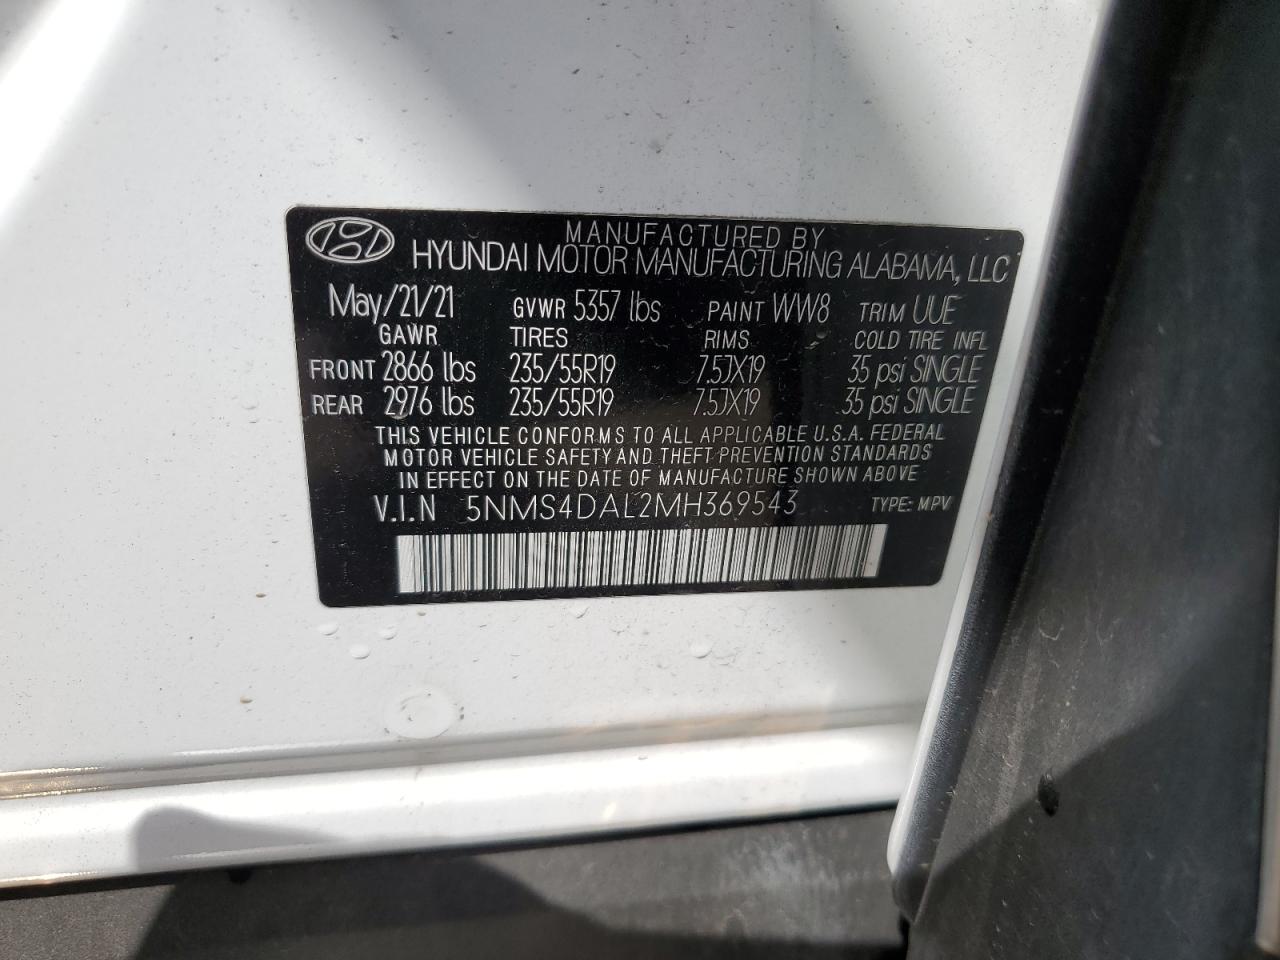 MANUFACTURED BY
HYUNDAI MOTOR MANUFACTURING ALABAMA, LLC
May/21/21 GVWR 5357 lbs PAINT WW8 TRIM UUE
GAWR TIRES RIMS COLD TIRE INFL
FRONT 2866 lbs 235/55R19 7.5JX19 35 psi SINGLE
REAR 2976 lbs 235/55R19 7.5JX19 35 psi SINGLE
THIS VEHICLE CONFORMS TO ALL APPLICABLE U.S.A. FEDERAL
MOTOR VEHICLE SAFETY AND THEFT PREVENTION STANDARDS
IN EFFECT ON THE DATE OF MANUFACTURE SHOWN ABOVE
V.I.N 5NMS4DAL2MH369543 TYPE: MPV